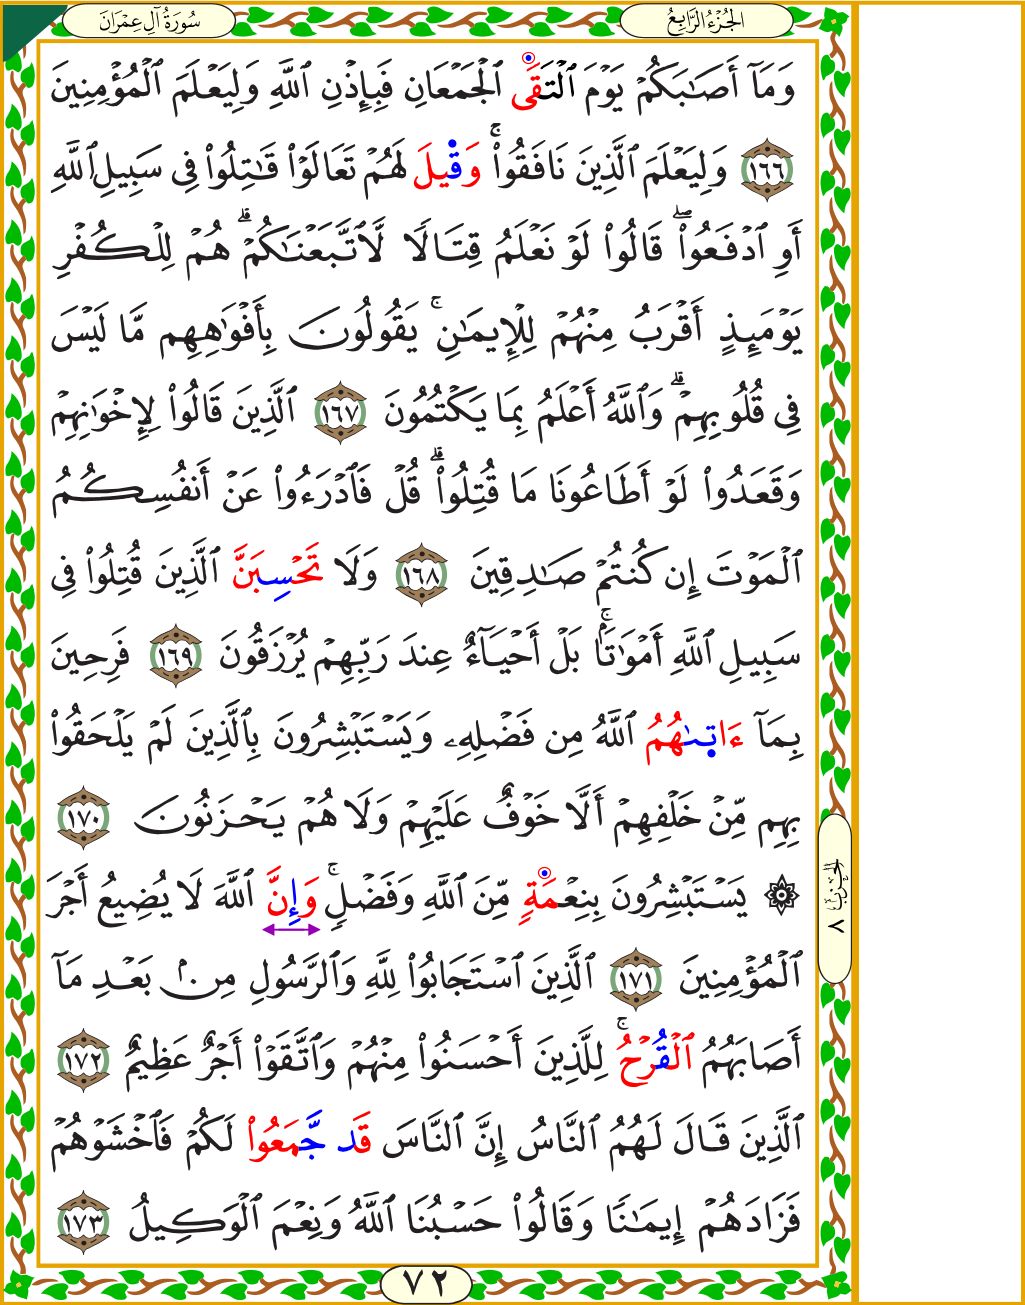 الجُزْءُ الرَّابِعُ
سُورَةُ آلِ عِمْرَانَ
وَمَآ أَصَٰبَكُمْ يَوْمَ ٱلْتَقَى ٱلْجَمْعَانِ فَبِإِذْنِ ٱللَّهِ وَلِيَعْلَمَ ٱلْمُؤْمِنِينَ
١٦٦ وَلِيَعْلَمَ ٱلَّذِينَ نَافَقُوا۟ ۚ وَقِيلَ لَهُمْ تَعَالَوْا۟ قَٰتِلُوا۟ فِى سَبِيلِ ٱللَّهِ
أَوِ ٱدْفَعُوا۟ ۖ قَالُوا۟ لَوْ نَعْلَمُ قِتَالًا لَّٱتَّبَعْنَٰكُمْ ۗ هُمْ لِلْكُفْرِ
يَوْمَئِذٍ أَقْرَبُ مِنْهُمْ لِلْإِيمَٰنِ ۚ يَقُولُونَ بِأَفْوَٰهِهِم مَّا لَيْسَ
فِى قُلُوبِهِمْ ۗ وَٱللَّهُ أَعْلَمُ بِمَا يَكْتُمُونَ ١٦٧ ٱلَّذِينَ قَالُوا۟ لِإِخْوَٰنِهِمْ
وَقَعَدُوا۟ لَوْ أَطَاعُونَا مَا قُتِلُوا۟ ۗ قُلْ فَٱدْرَءُوا۟ عَنْ أَنفُسِكُمُ
ٱلْمَوْتَ إِن كُنتُمْ صَٰدِقِينَ ١٦٨ وَلَا تَحْسِبَنَّ ٱلَّذِينَ قُتِلُوا۟ فِى
سَبِيلِ ٱللَّهِ أَمْوَٰتًۢا ۚ بَلْ أَحْيَآءٌ عِندَ رَبِّهِمْ يُرْزَقُونَ ١٦٩ فَرِحِينَ
بِمَآ ءَاتِىٰهُمُ ٱللَّهُ مِن فَضْلِهِۦ وَيَسْتَبْشِرُونَ بِٱلَّذِينَ لَمْ يَلْحَقُوا۟
بِهِم مِّنْ خَلْفِهِمْ أَلَّا خَوْفٌ عَلَيْهِمْ وَلَا هُمْ يَحْزَنُونَ ١٧٠
۞ يَسْتَبْشِرُونَ بِنِعْمَةٍ مِّنَ ٱللَّهِ وَفَضْلٍ ۚ وَإِنَّ ٱللَّهَ لَا يُضِيعُ أَجْرَ
ٱلْمُؤْمِنِينَ ١٧١ ٱلَّذِينَ ٱسْتَجَابُوا۟ لِلَّهِ وَٱلرَّسُولِ مِنۢ بَعْدِ مَآ
أَصَابَهُمُ ٱلْقُرْحُ ۚ لِلَّذِينَ أَحْسَنُوا۟ مِنْهُمْ وَٱتَّقَوْا۟ أَجْرٌ عَظِيمٌ ١٧٢
ٱلَّذِينَ قَالَ لَهُمُ ٱلنَّاسُ إِنَّ ٱلنَّاسَ قَد جَّمَعُوا۟ لَكُمْ فَٱخْشَوْهُمْ
فَزَادَهُمْ إِيمَٰنًا وَقَالُوا۟ حَسْبُنَا ٱللَّهُ وَنِعْمَ ٱلْوَكِيلُ ١٧٣
الحزب ٨
٧٢